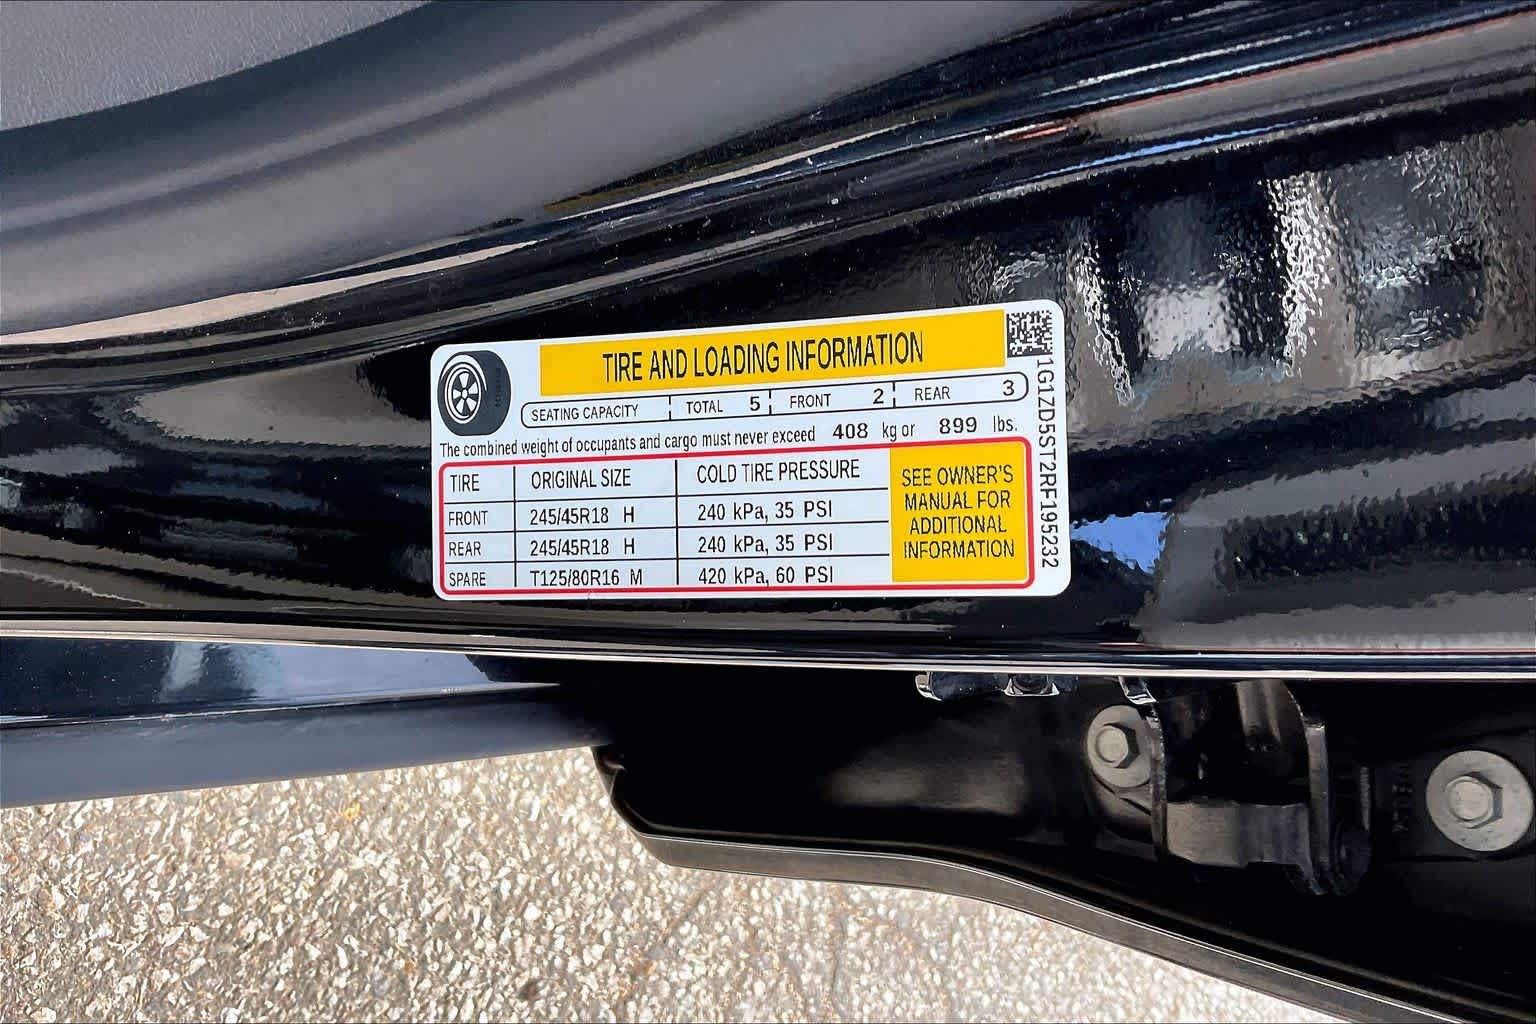 TIRE AND LOADING INFORMATION
SEATING CAPACITY TOTAL 5 FRONT 2 REAR 3
The combined weight of occupants and cargo must never exceed 408 kg or 899 lbs.
TIRE ORIGINAL SIZE COLD TIRE PRESSURE
FRONT 245/45R18 H 240 kPa, 35 PSI
REAR 245/45R18 H 240 kPa, 35 PSI
SPARE T125/80R16 M 420 kPa, 60 PSI
SEE OWNER'S
MANUAL FOR
ADDITIONAL
INFORMATION
1G1ZD5ST2RF195232